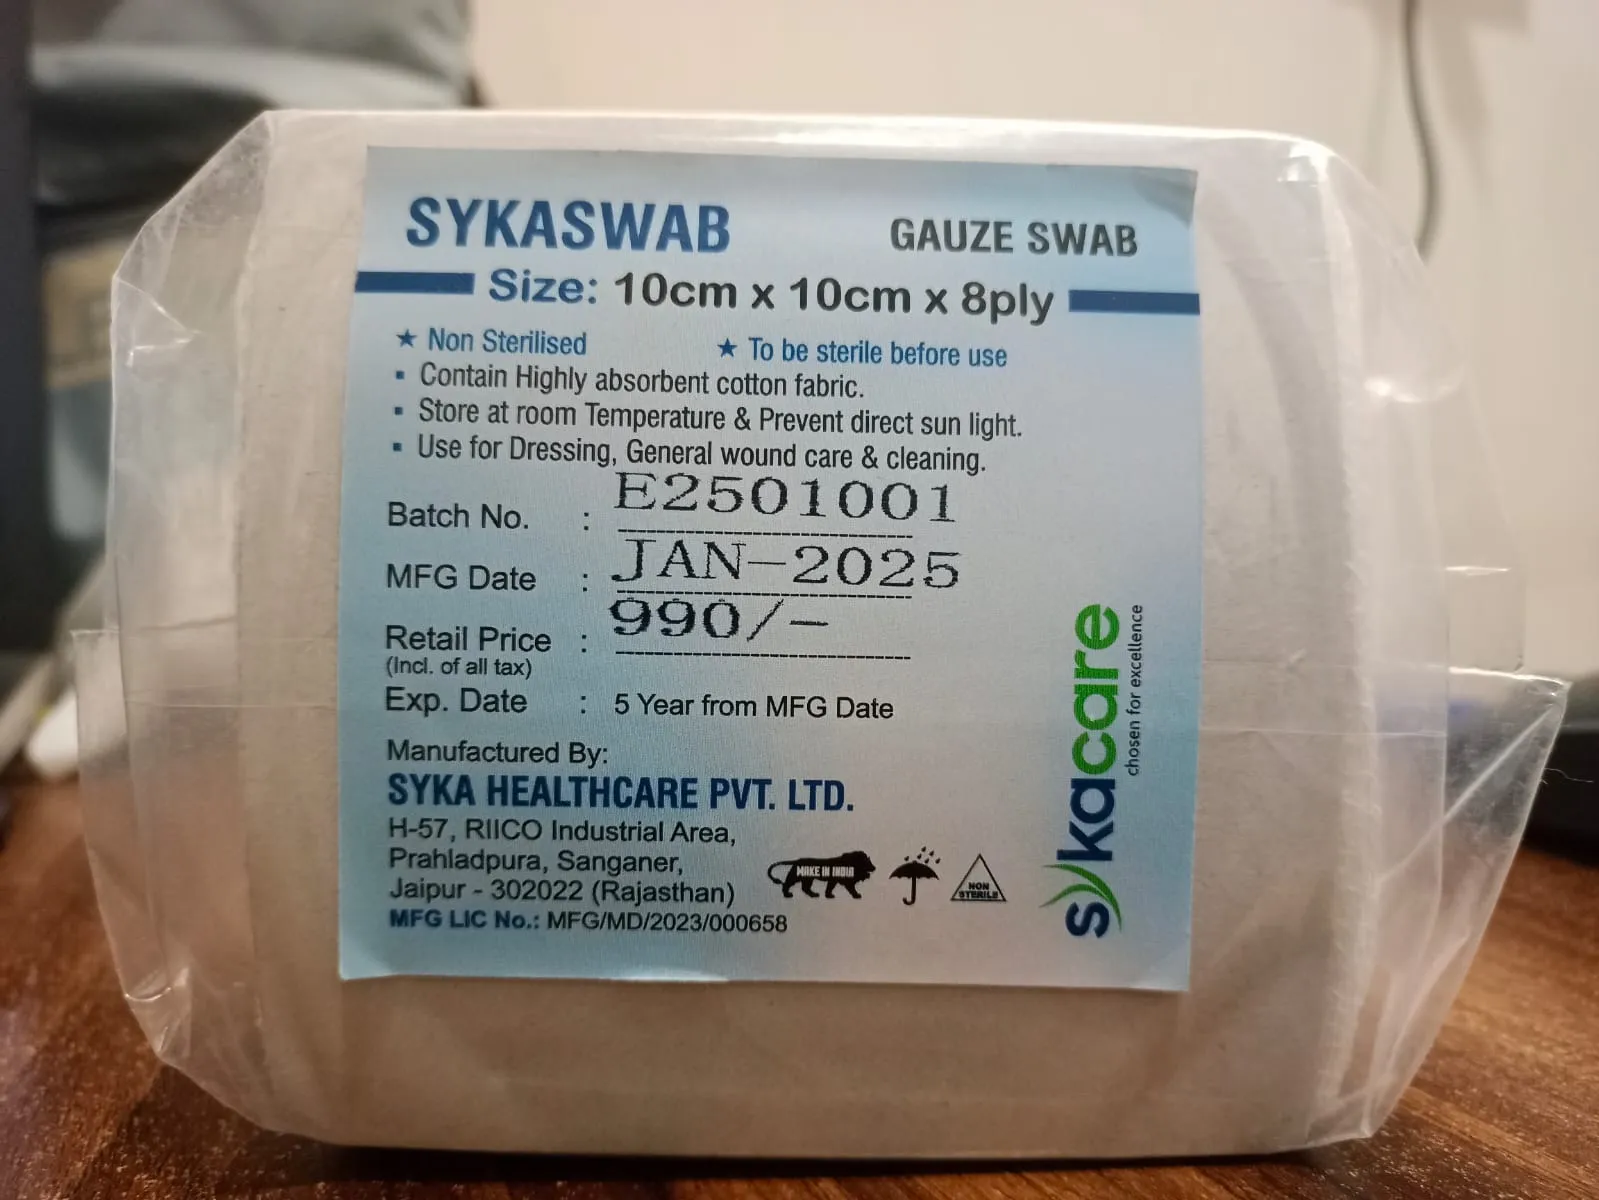 SYKASWAB GAUZE SWAB
Size: 10cm x 10cm x 8ply
★ Non Sterilised ★ To be sterile before use
▪ Contain Highly absorbent cotton fabric.
▪ Store at room Temperature & Prevent direct sun light.
▪ Use for Dressing, General wound care & cleaning.
Batch No. : E2501001
MFG Date : JAN-2025
Retail Price : 990/-
(Incl. of all tax)
Exp. Date : 5 Year from MFG Date
Manufactured By:
SYKA HEALTHCARE PVT. LTD.
H-57, RIICO Industrial Area,
Prahladpura, Sanganer,
Jaipur - 302022 (Rajasthan)
MFG LIC No.: MFG/MD/2023/000658
MAKE IN INDIA
NON
STERILE
sykacare
chosen for excellence